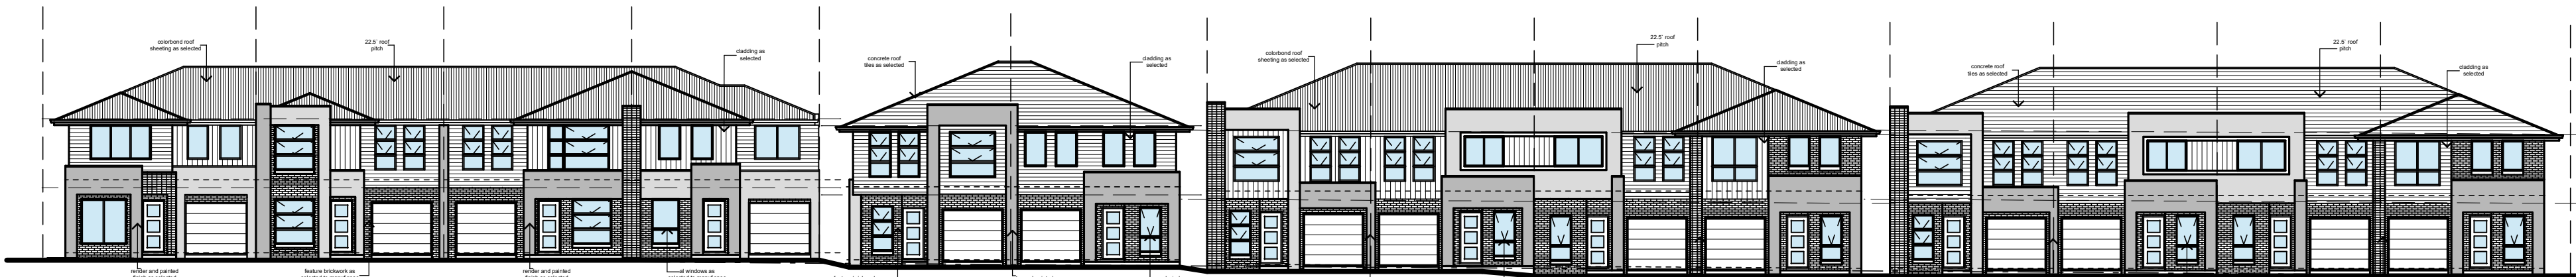 colorbond roof
sheeting as selected
22.5° roof
pitch
cladding as
selected
concrete roof
tiles as selected
cladding as
selected
colorbond roof
sheeting as selected
22.5° roof
pitch
cladding as
selected
concrete roof
tiles as selected
22.5° roof
pitch
cladding as
selected
render and painted
feature brickwork as
render and painted
al windows as